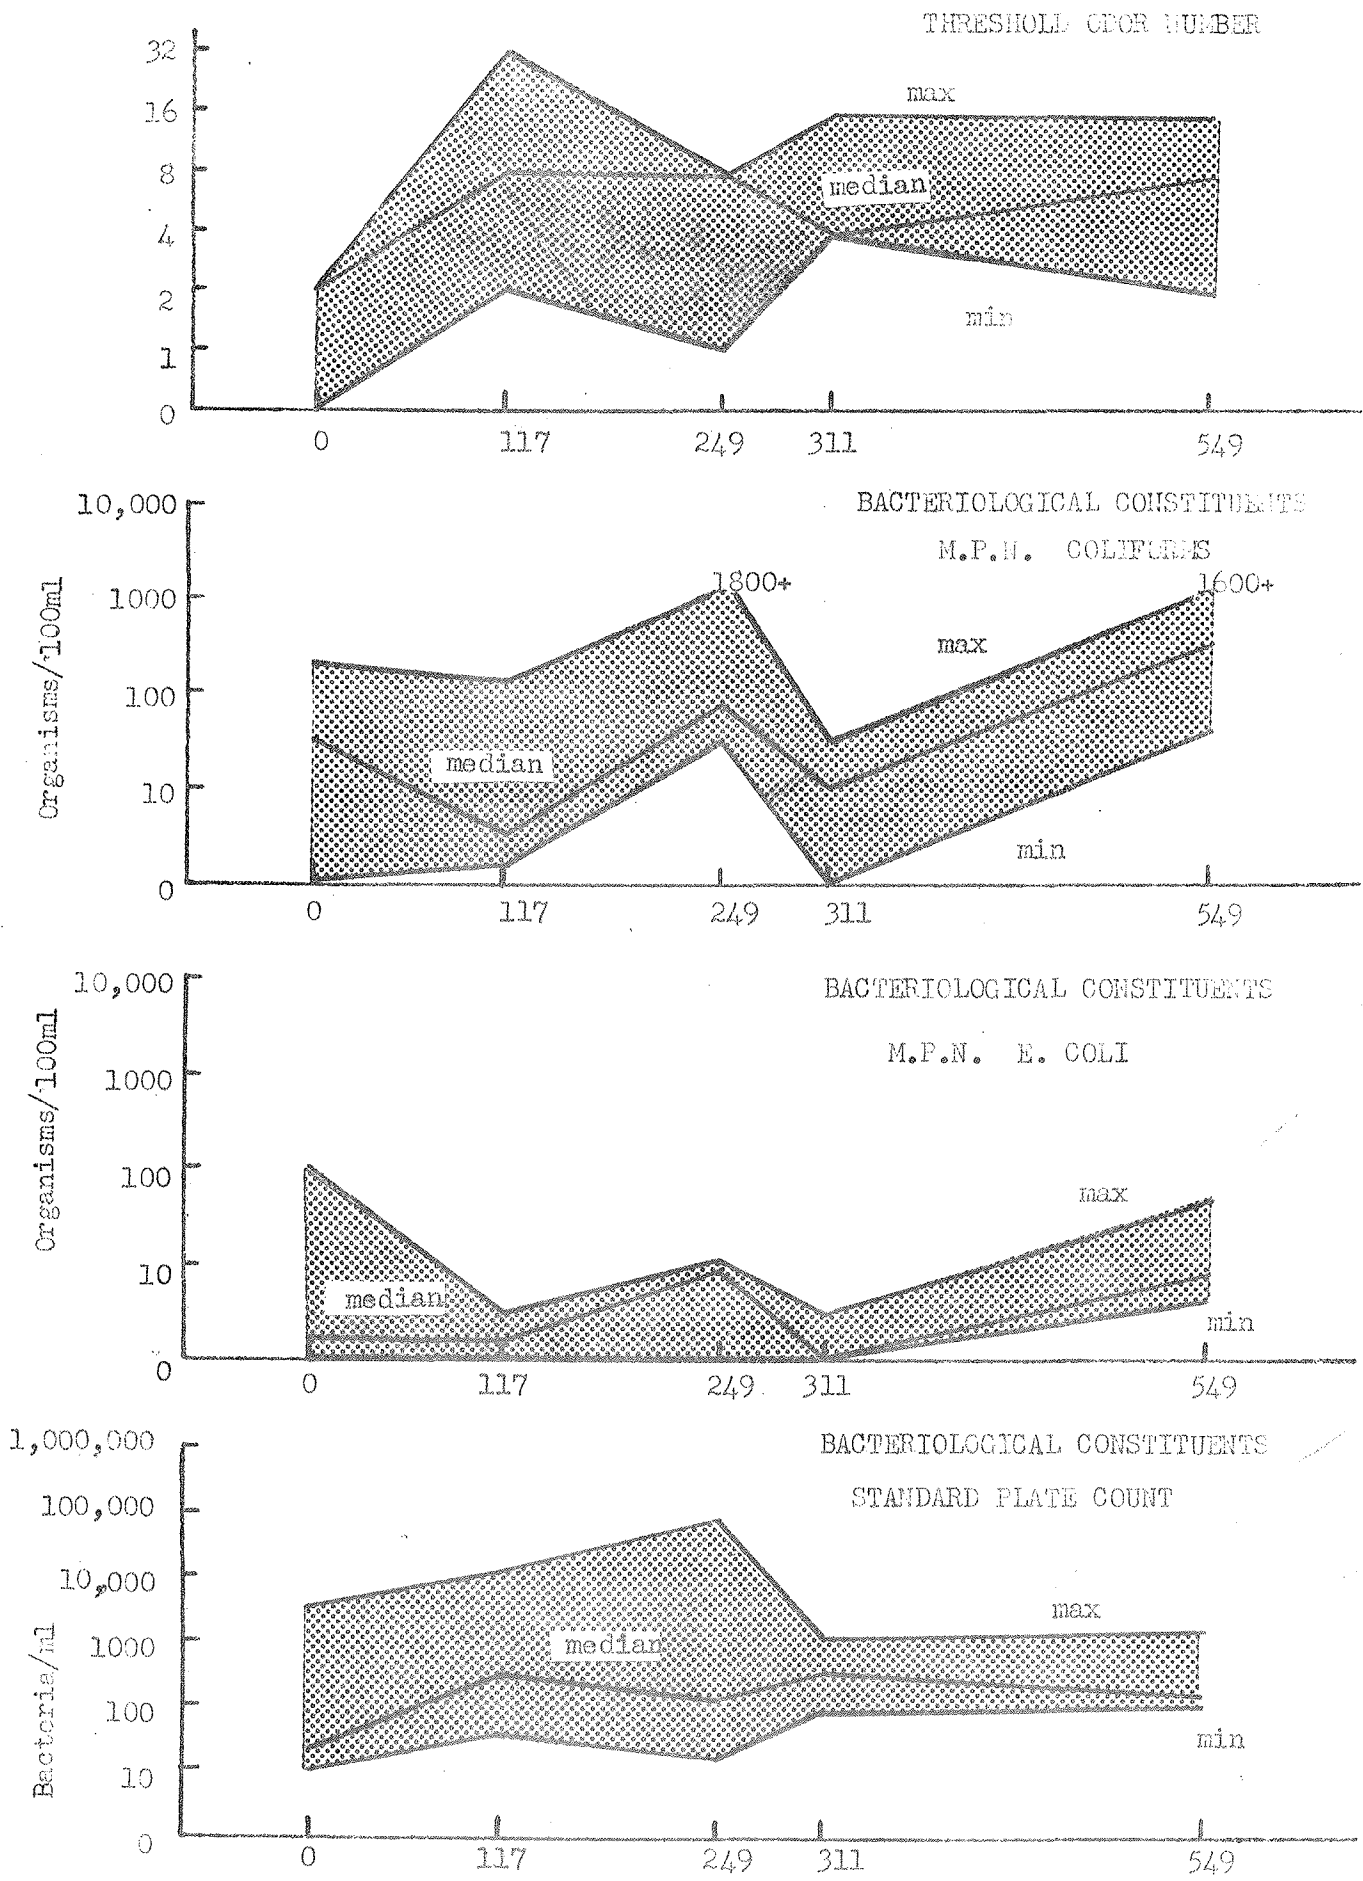 THRESHOLD ODOR NUMBER
32
max
16
8
median
4
2
min
1
0
0 117 249 311 549
10,000
BACTERIOLOGICAL CONSTITUENTS
M.P.N. COLIFORMS
1800+ 1600+
1000
Organisms/100ml
max
100
median
10
min
0
0 117 249 311 549
10,000
BACTERIOLOGICAL CONSTITUENTS
M.P.N. E. COLI
1000
Organisms/100ml
100
max
10
median
min
0
0 117 249 311 549
1,000,000
BACTERIOLOGICAL CONSTITUENTS
STANDARD PLATE COUNT
100,000
10,000
max
1000
median
Bacteria/ml
100
min
10
0
0 117 249 311 549